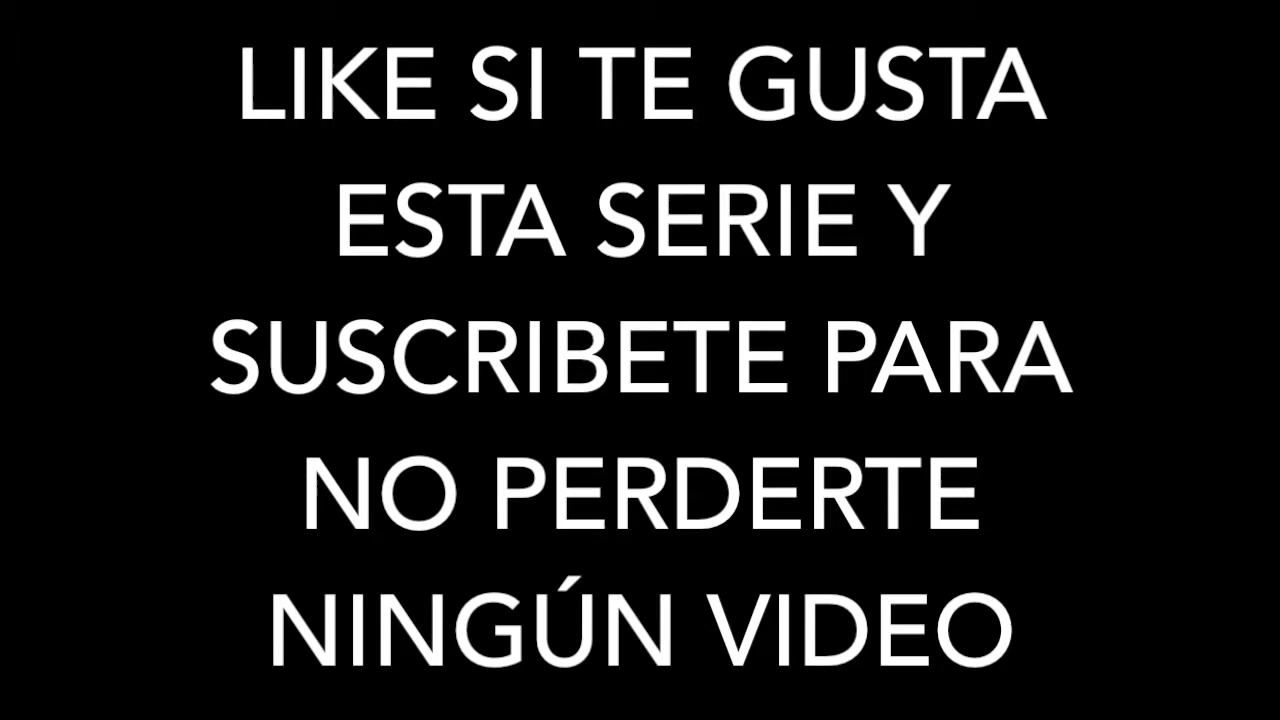 LIKE SI TE GUSTA
ESTA SERIE Y
SUSCRIBETE PARA
NO PERDERTE
NINGÚN VIDEO